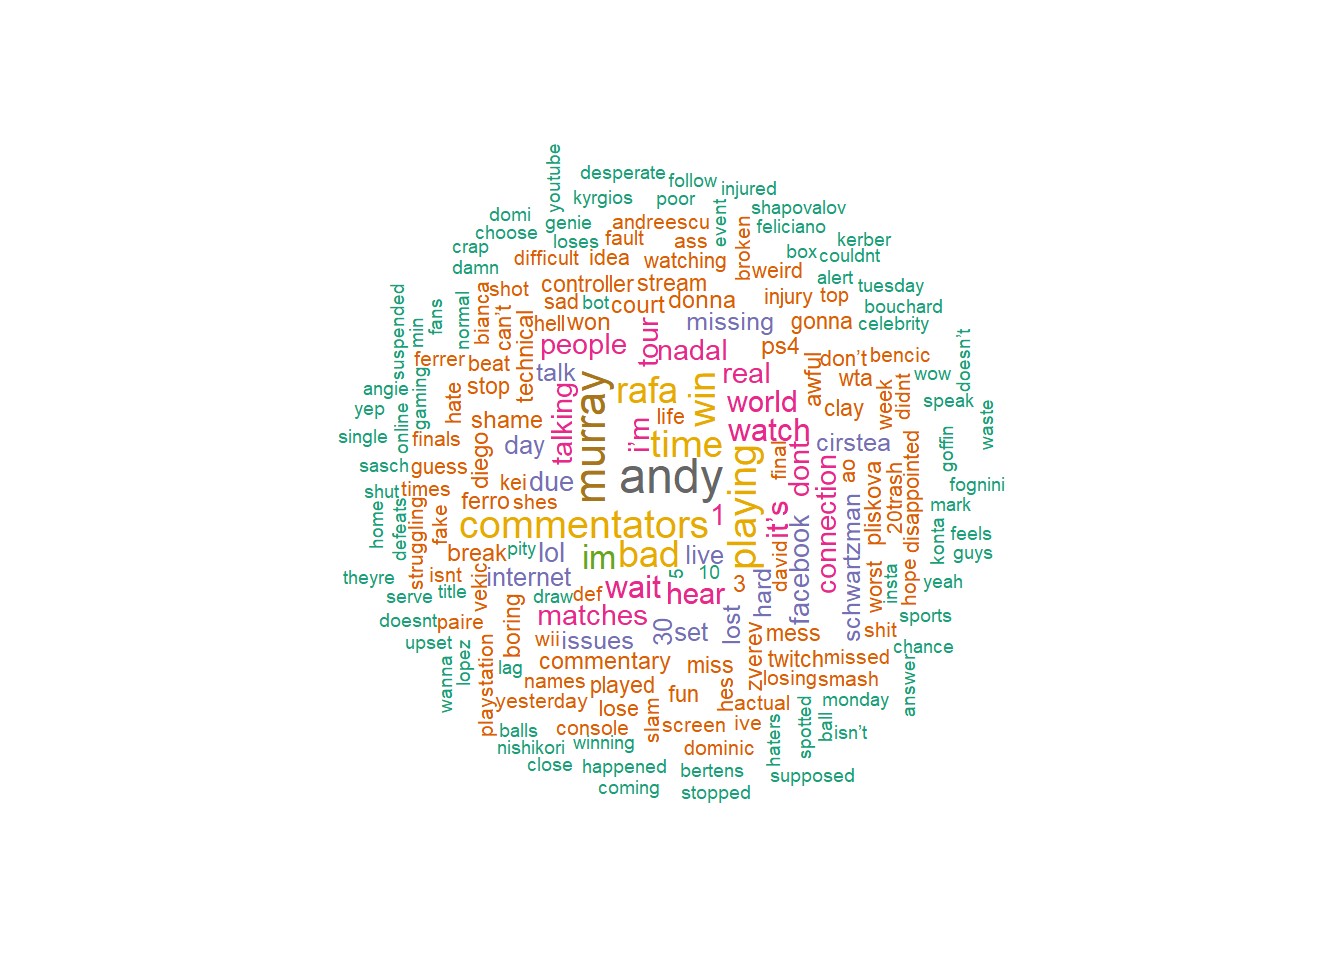 youtube
desperate
follow
injured
kyrgios
poor
shapovalov
domi
genie
andreescu
event
feliciano
choose
loses
fault
ass
broken
kerber
crap
difficult
idea
watching
box
couldnt
damn
weird
alert
tuesday
controller
stream
suspended
min
fans
normal
bianca
shot
sad
bot
court
donna
injury
top
bouchard
can't
hell
won
tour
missing
gonna
celebrity
technical
people
nadal
ps4
don't
bencic
doesn't
ferrer
beat
talk
real
awful
wta
wow
angie
gaming
hate
stop
murray
rafa
win
week
didnt
yep
online
shame
talking
i'm
life
world
clay
speak
waste
single
finals
day
time
watch
cirstea
goffin
sasch
guess
diego
kei
due
andy
final
dont
connection
ao
pliskova
20trash
disappointed
fognini
shut
times
ferro
shes
playing
it's
mark
home
defeats
struggling
fake
commentators
1
facebook
schwartzman
konta
feels
break
pity
lol
im
bad
live
david
hope
guys
theyre
isnt
vekic
internet
5
10
3
hard
worst
insta
yeah
serve
title
draw
def
wait
hear
doesnt
paire
boring
matches
30
set
lost
mess
shit
sports
upset
wii
issues
zverev
chance
wanna
lopez
lag
commentary
miss
twitch
missed
answer
playstation
names
played
fun
hes
losing
smash
yesterday
lose
slam
actual
monday
balls
console
screen
ive
haters
spotted
ball
isn't
nishikori
winning
dominic
close
happened
bertens
supposed
coming
stopped